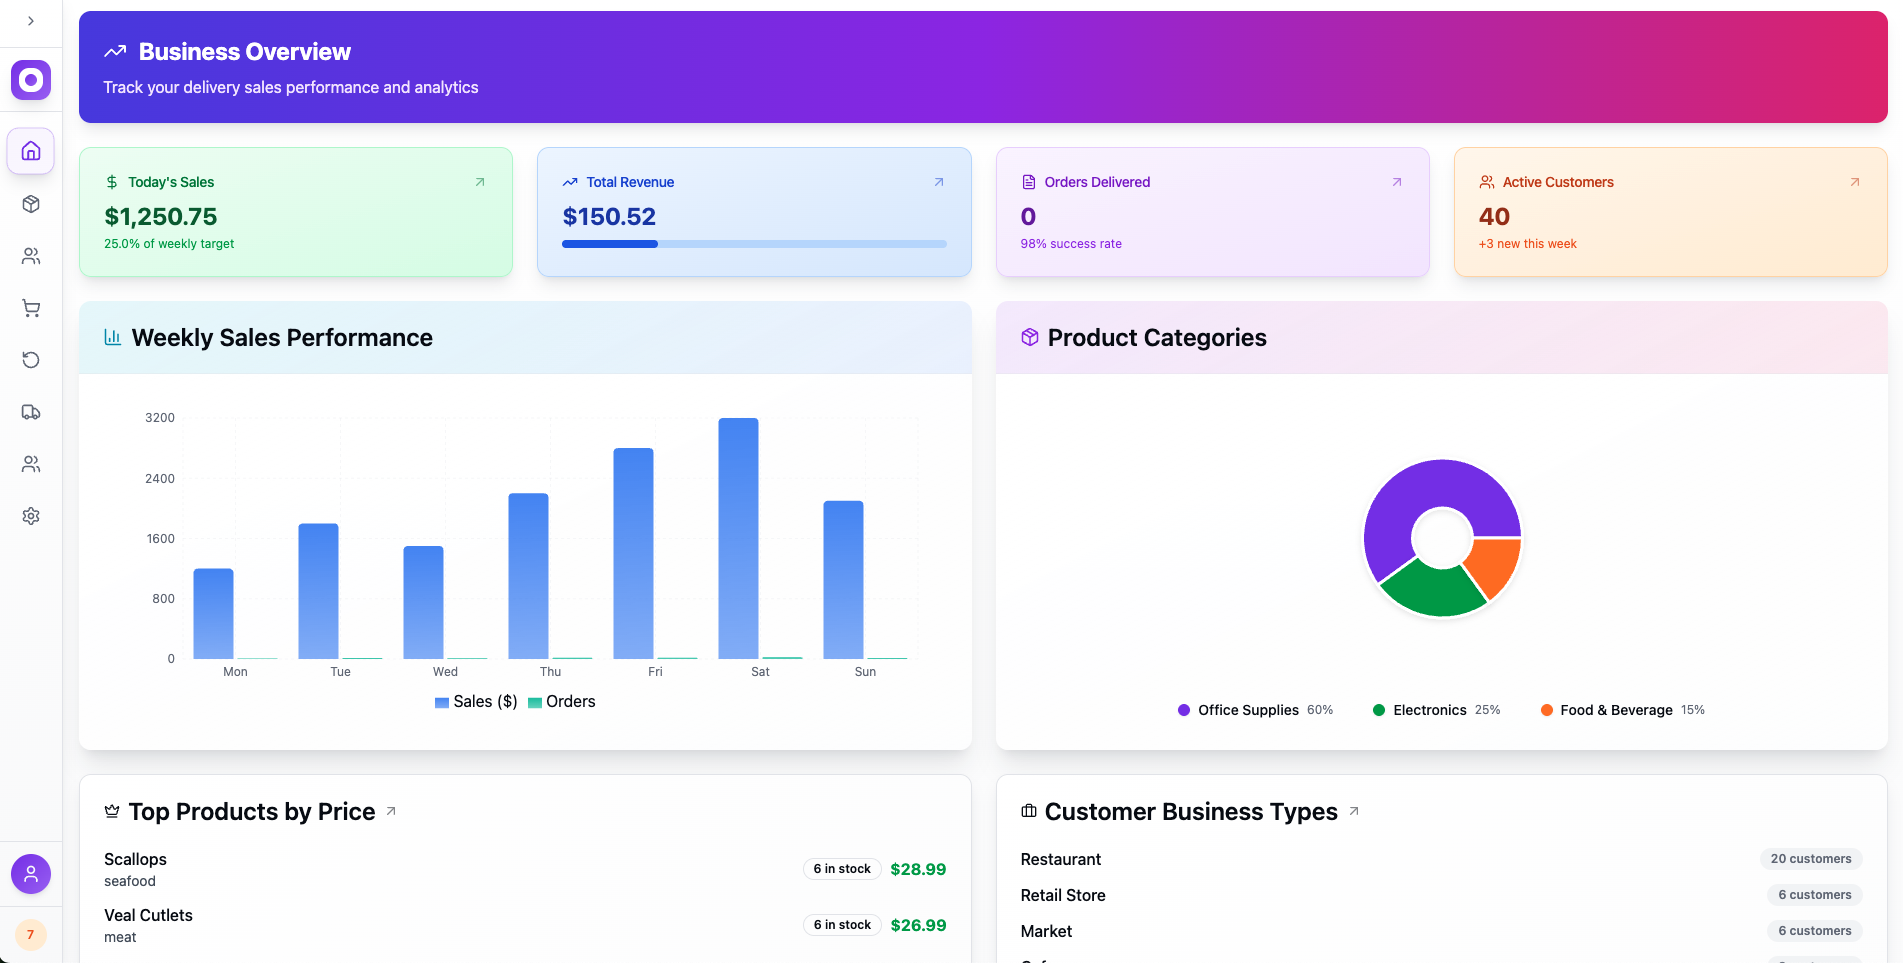 Business Overview
Track your delivery sales performance and analytics
Today's Sales
$1,250.75
25.0% of weekly target
Total Revenue
$150.52
Orders Delivered
0
98% success rate
Active Customers
40
+3 new this week
Weekly Sales Performance
3200
2400
1600
800
0
Mon Tue Wed Thu Fri Sat Sun
Sales ($) Orders
Product Categories
Office Supplies 60% Electronics 25% Food & Beverage 15%
Top Products by Price
Scallops
seafood
6 in stock $28.99
Veal Cutlets
meat
6 in stock $26.99
Customer Business Types
Restaurant 20 customers
Retail Store 6 customers
Market 6 customers
7